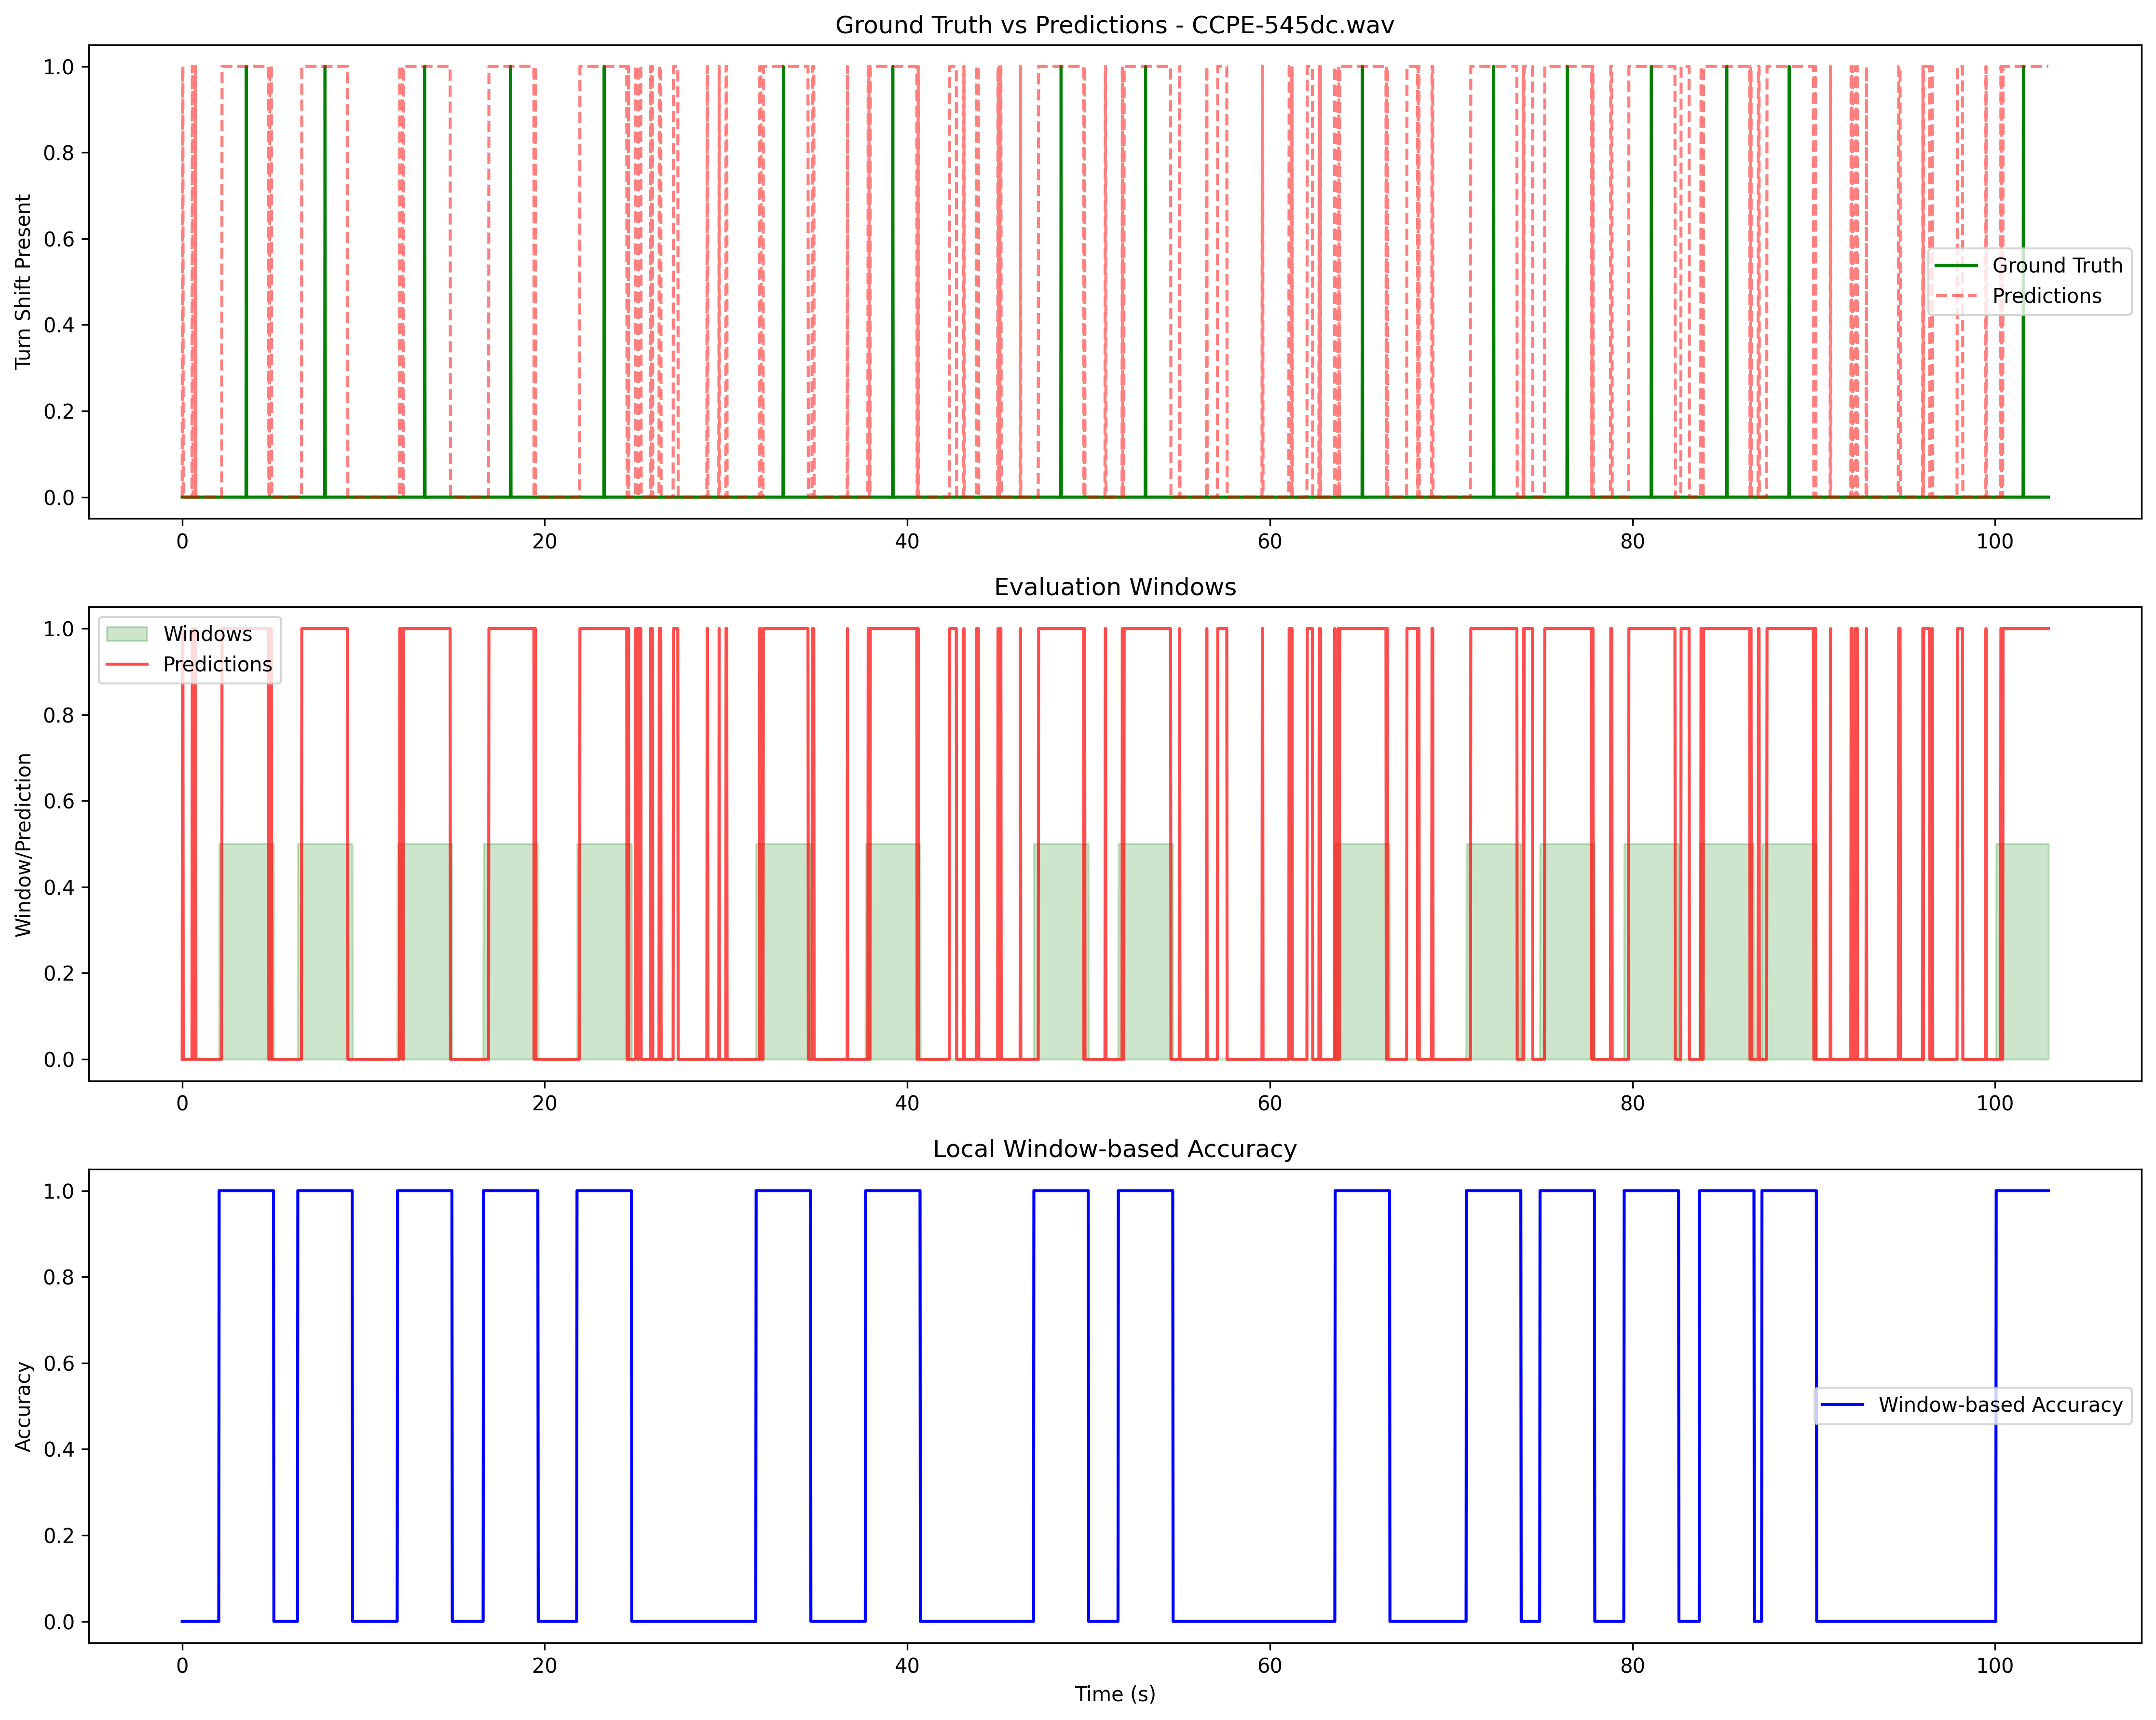 Ground Truth vs Predictions - CCPE-545dc.wav
Turn Shift Present
1.0
0.8
0.6
0.4
0.2
0.0
Ground Truth
Predictions
0 20 40 60 80 100
Evaluation Windows
Window/Prediction
1.0
0.8
0.6
0.4
0.2
0.0
Windows
Predictions
0 20 40 60 80 100
Local Window-based Accuracy
Accuracy
1.0
0.8
0.6
0.4
0.2
0.0
Window-based Accuracy
0 20 40 60 80 100
Time (s)